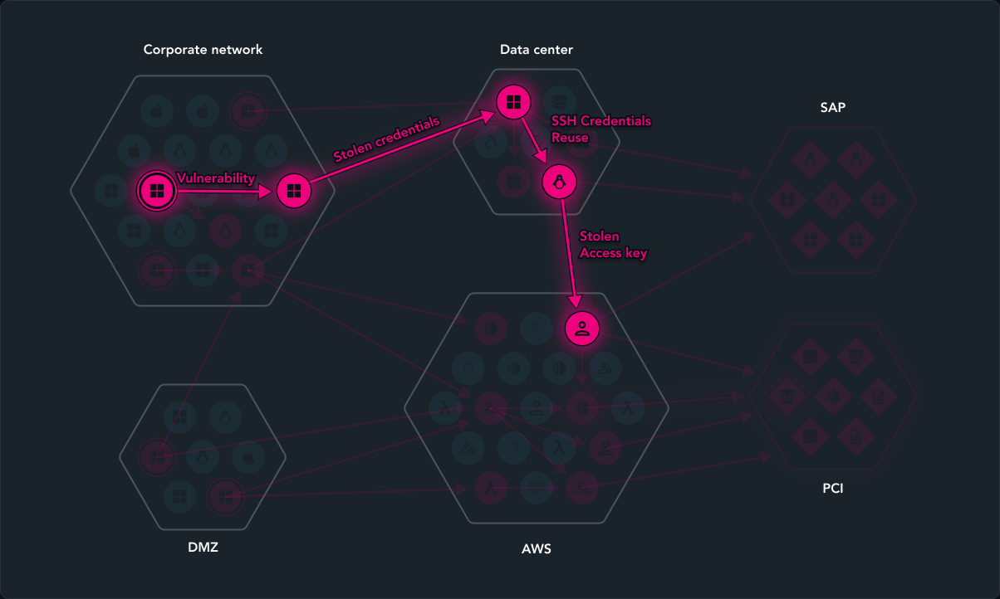 Corporate network
Data center
SAP
Stolen credentials
SSH Credentials
Reuse
Vulnerability
Stolen
Access key
DMZ
AWS
PCI